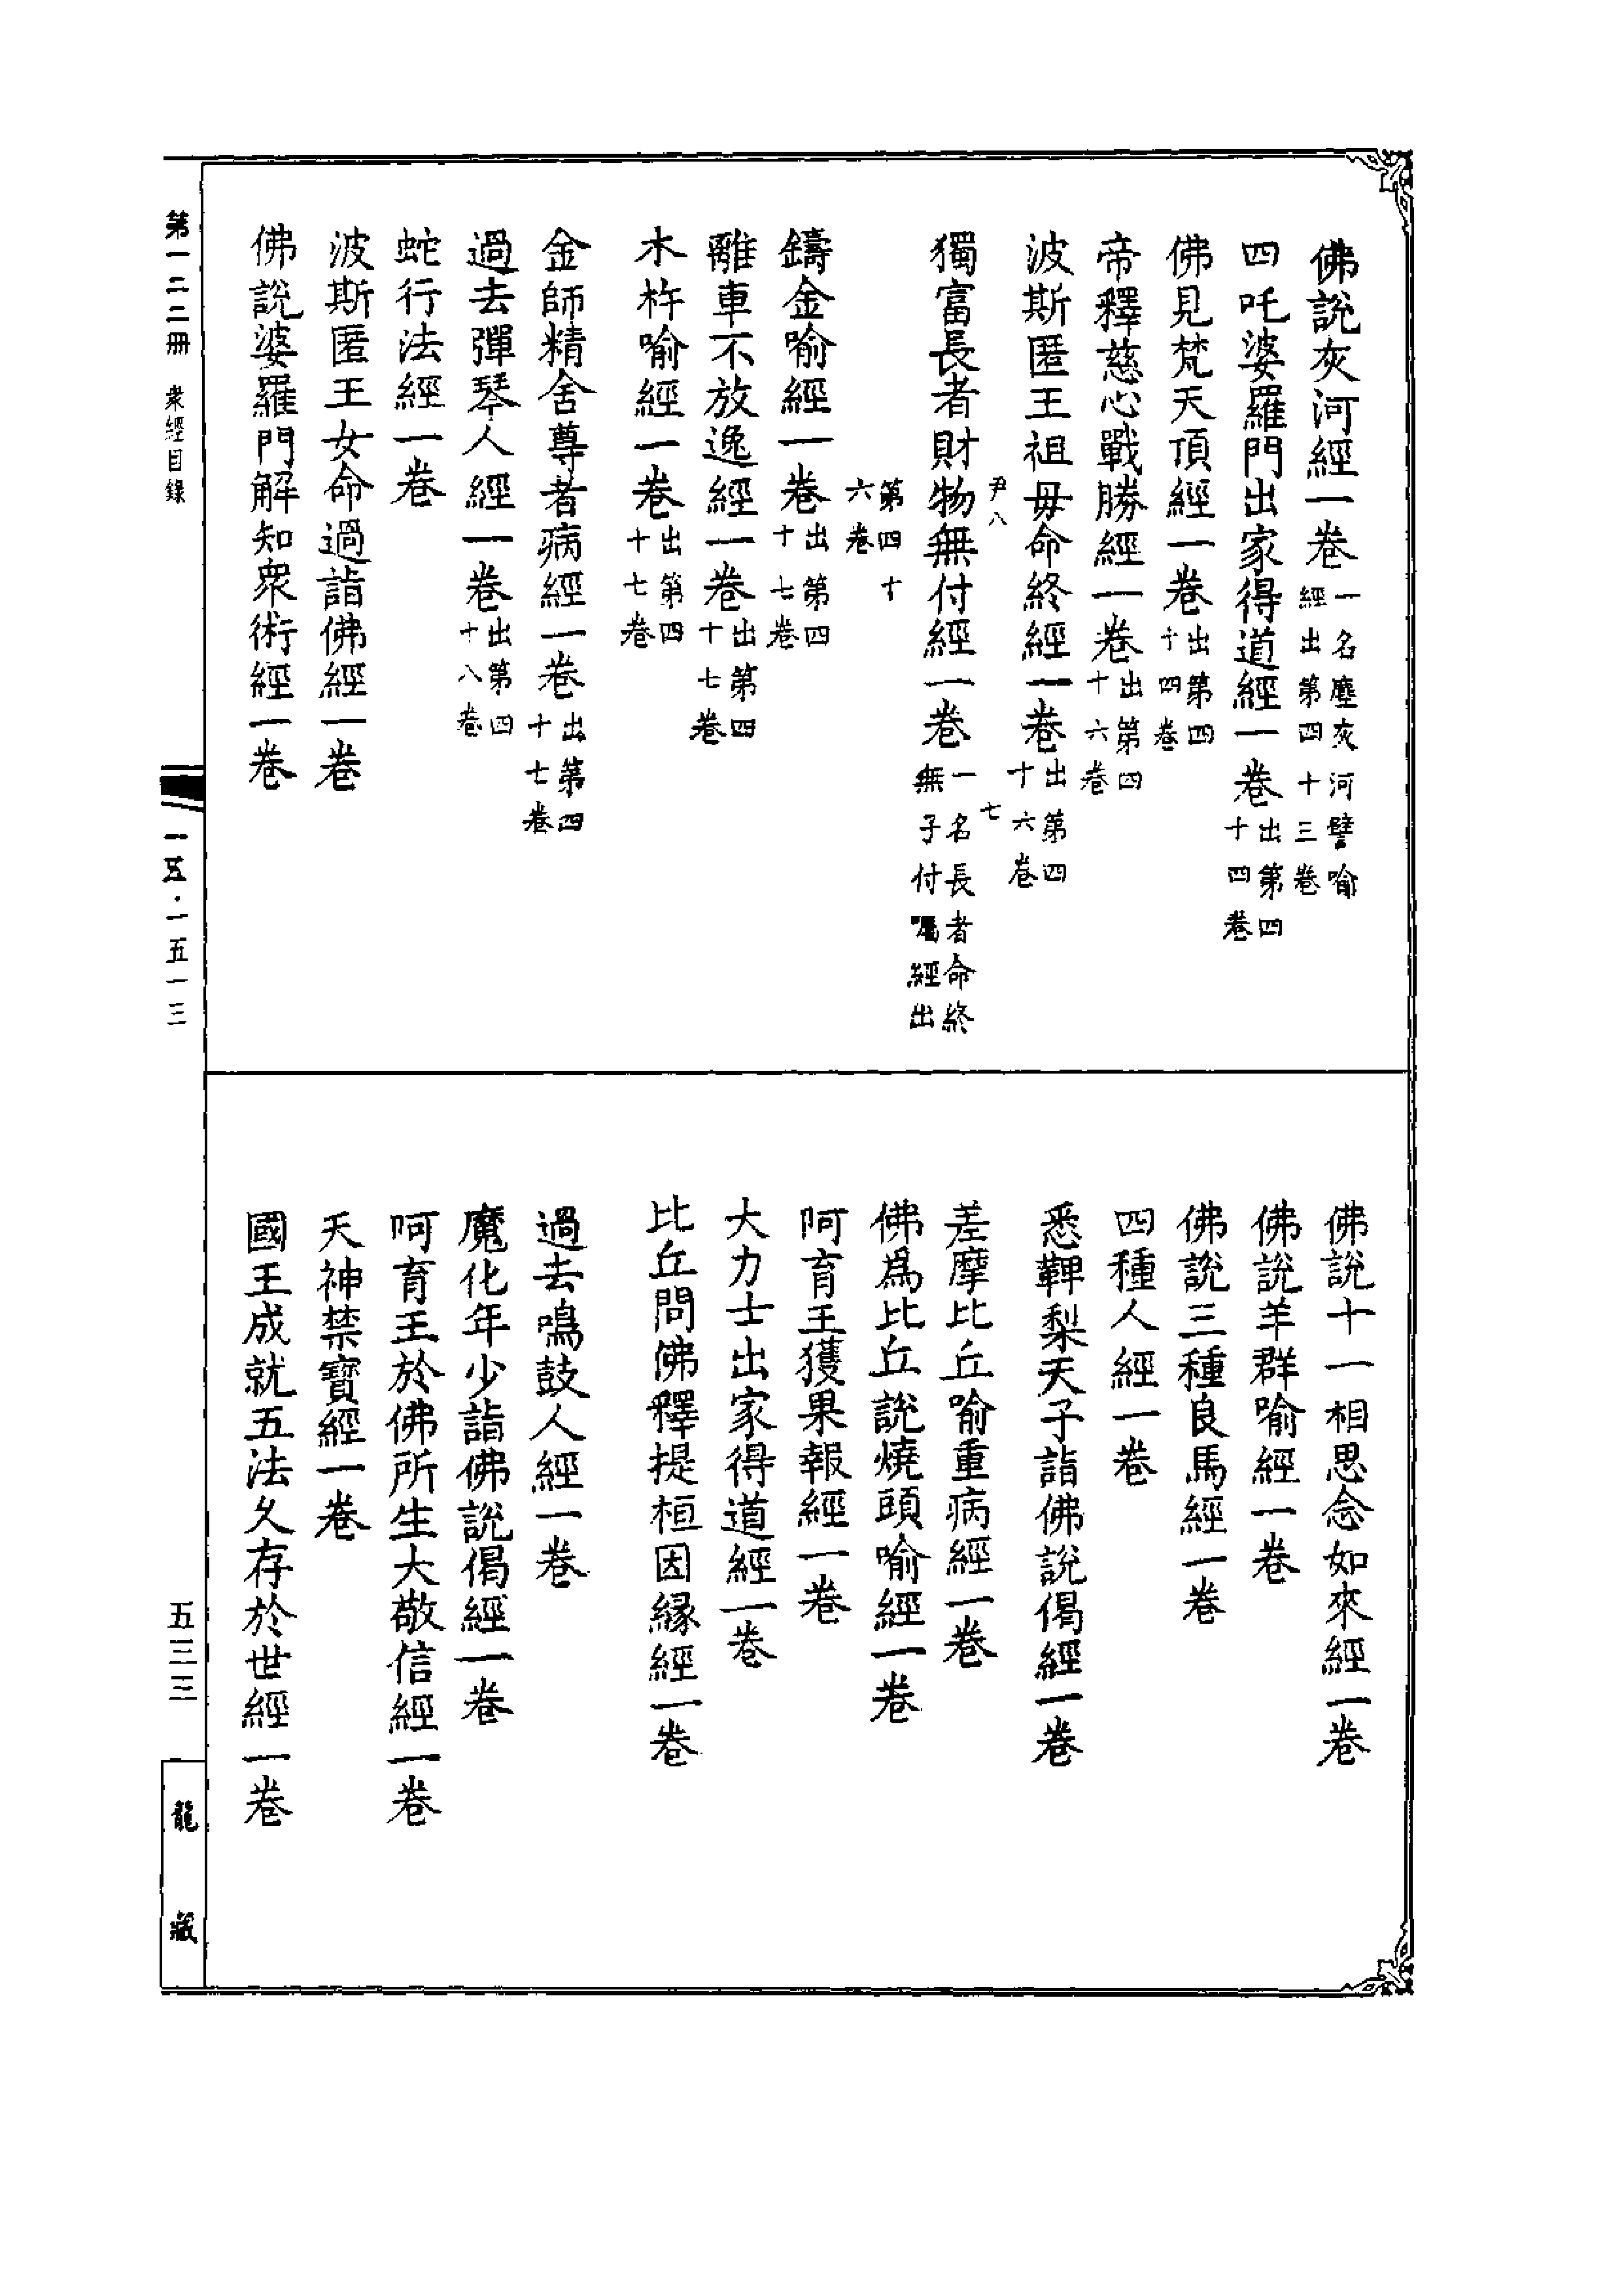 佛說灰河經一卷一名塵灰河譬喻經出第四十三卷
四吒婆羅門出家得道經一卷出第四十四卷
佛見梵天頂經一卷出第四十四卷
帝釋慈心戰勝經一卷出第四十六卷
波斯匿王祖母命終經一卷出第四十六卷
尹八
七
獨富長者財物無付經一卷一名長者命終無子付囑經出
第四十六卷
鑄金喻經一卷出第四十七卷
離車不放逸經一卷出第四十七卷
木杵喻經一卷出第四十七卷
金師精舍尊者病經一卷出第四十七卷
過去彈琴人經一卷出第四十八卷
蛇行法經一卷
波斯匿王女命過詣佛經一卷
佛說婆羅門解知衆術經一卷
佛說十一相思念如來經一卷
佛說羊群喻經一卷
佛說三種良馬經一卷
四種人經一卷
悉鞞梨天子詣佛說偈經一卷
差摩比丘喻重病經一卷
佛爲比丘說燒頭喻經一卷
阿育王獲果報經一卷
大力士出家得道經一卷
比丘問佛釋提桓因緣經一卷
過去鳴鼓人經一卷
魔化年少詣佛說偈經一卷
呵育王於佛所生大敬信經一卷
天神禁寶經一卷
國王成就五法久存於世經一卷
第一二二冊 衆經目錄
一五·一五一三
五三三
龍藏